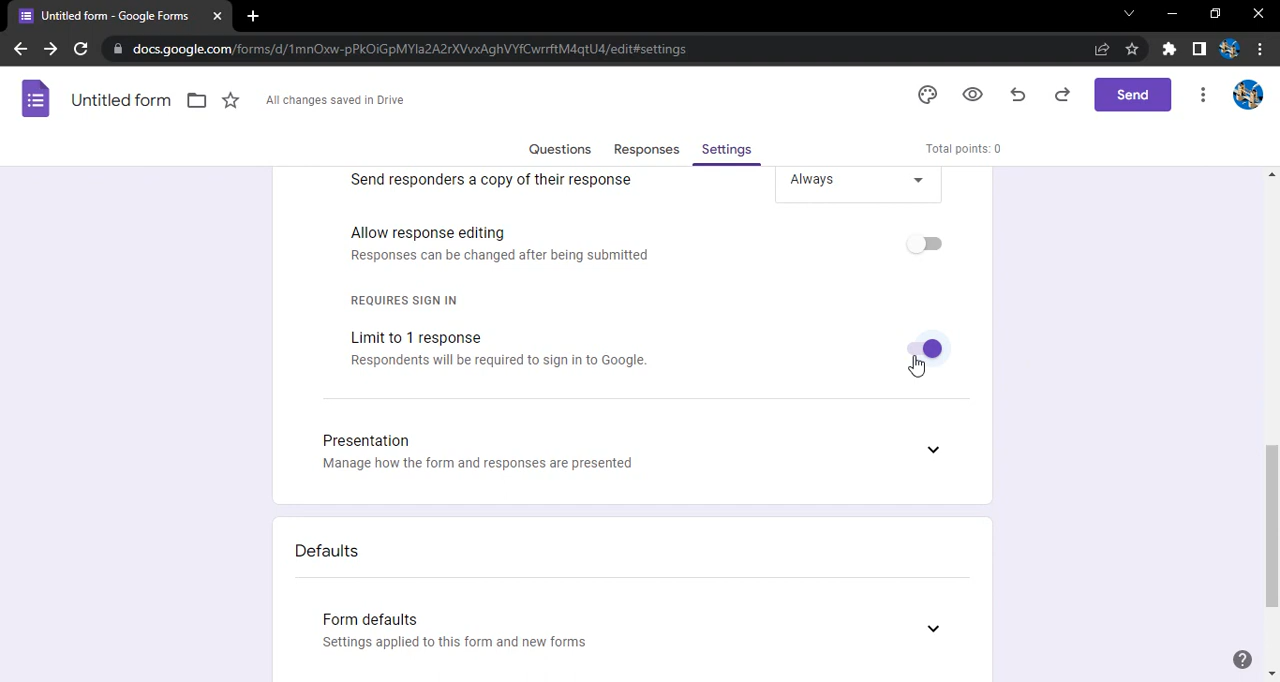 Untitled form - Google Forms
docs.google.com/forms/d/1mnOxw-pPkOiGpMYIa2A2rXVvxAghVYfCwrrftM4qtU4/edit#settings
Untitled form
All changes saved in Drive
Send
Questions
Responses
Settings
Total points: 0
Send responders a copy of their response
Always
Allow response editing
Responses can be changed after being submitted
REQUIRES SIGN IN
Limit to 1 response
Respondents will be required to sign in to Google.
Presentation
Manage how the form and responses are presented
Defaults
Form defaults
Settings applied to this form and new forms